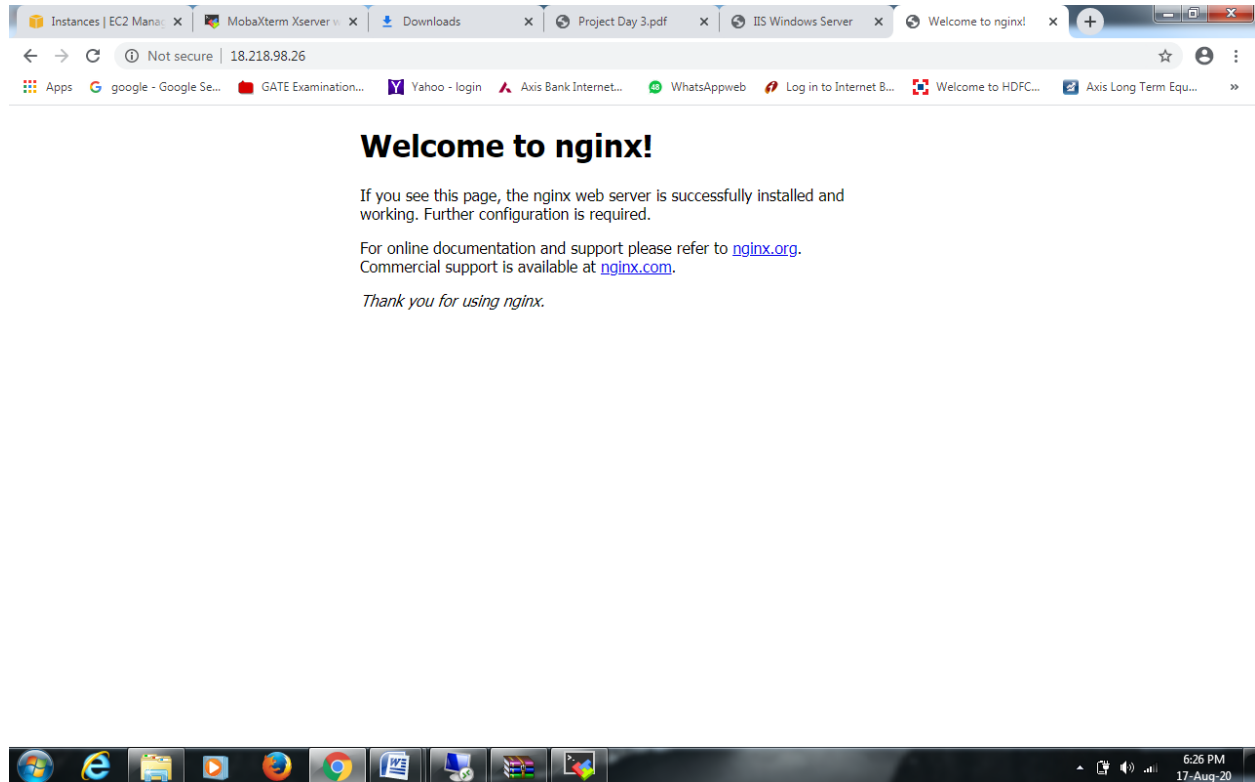 Instances | EC2 Manag
MobaXterm Xserver w
Downloads
Project Day 3.pdf
IIS Windows Server
Welcome to nginx!
Not secure | 18.218.98.26
Apps
google - Google Se...
GATE Examination...
Yahoo - login
Axis Bank Internet...
WhatsAppweb
Log in to Internet B...
Welcome to HDFC...
Axis Long Term Equ...
»
Welcome to nginx!
If you see this page, the nginx web server is successfully installed and
working. Further configuration is required.
For online documentation and support please refer to nginx.org.
Commercial support is available at nginx.com.
Thank you for using nginx.
6:26 PM
17-Aug-20